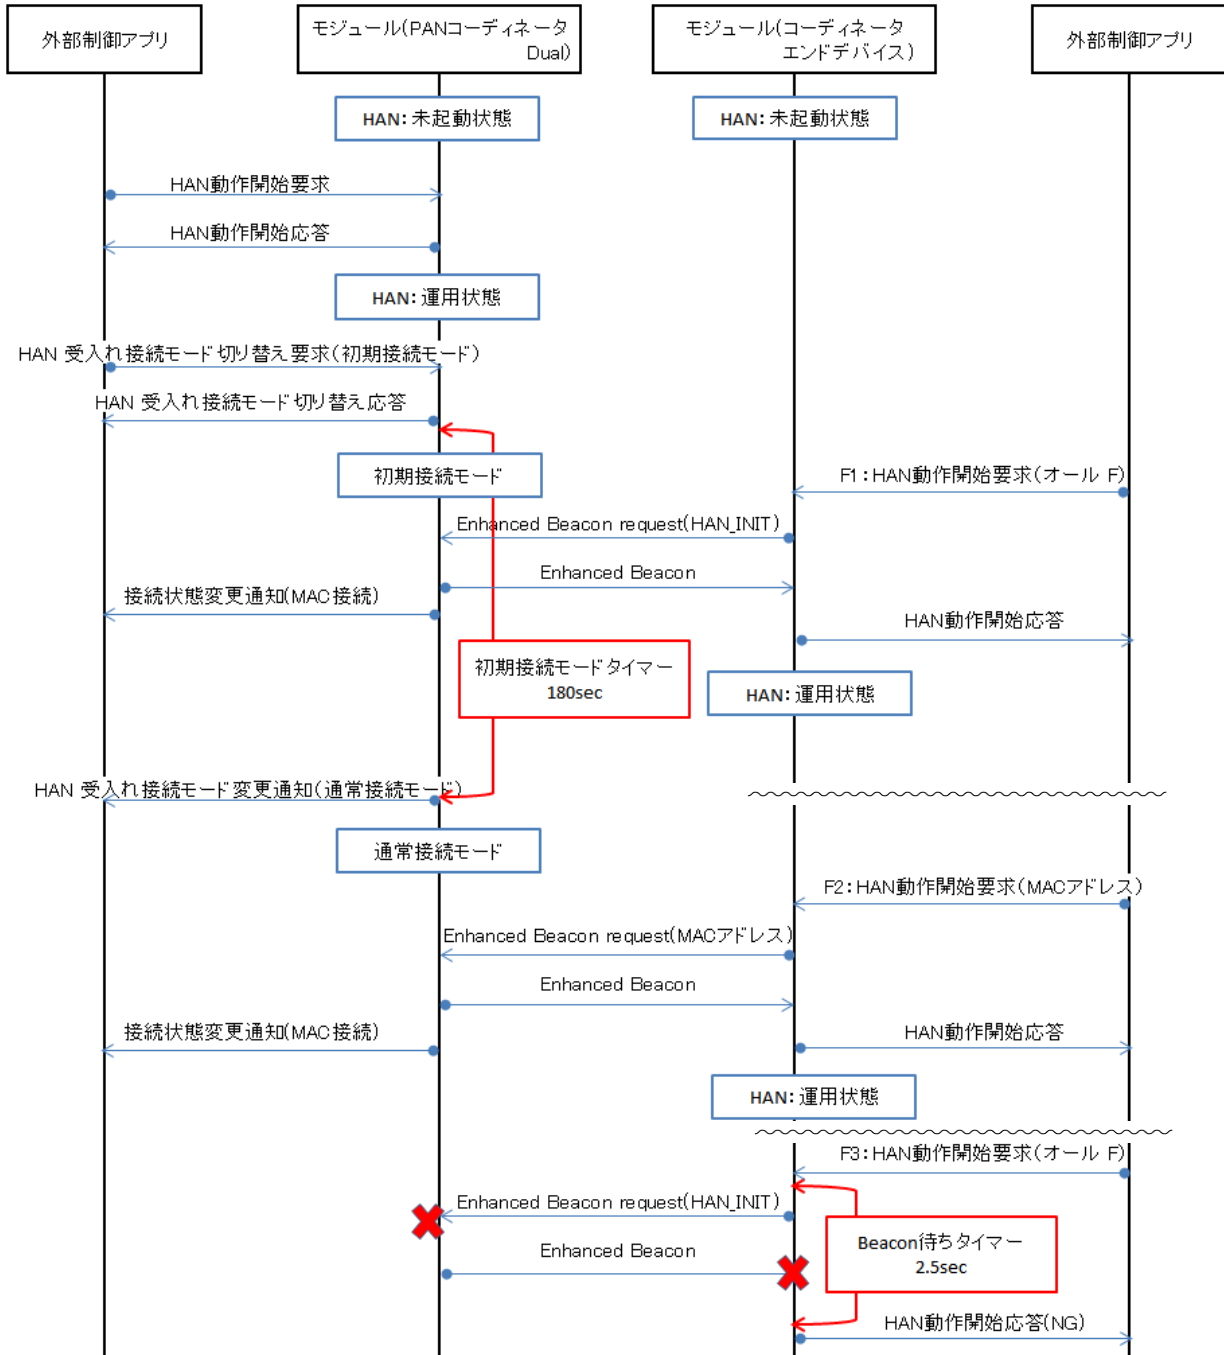 外部制御アプリ
モジュール(PANコーディネータ
Dual)
モジュール(コーディネータ
エンドデバイス)
外部制御アプリ
HAN：未起動状態
HAN：未起動状態
HAN動作開始要求
HAN動作開始応答
HAN：運用状態
HAN 受入れ接続モード切り替え要求(初期接続モード)
HAN 受入れ接続モード切り替え応答
初期接続モード
F1：HAN動作開始要求(オール F)
Enhanced Beacon request(HAN_INIT)
Enhanced Beacon
接続状態変更通知(MAC接続)
HAN動作開始応答
初期接続モードタイマー
180sec
HAN：運用状態
HAN 受入れ接続モード変更通知(通常接続モード)
通常接続モード
F2：HAN動作開始要求(MACアドレス)
Enhanced Beacon request(MACアドレス)
Enhanced Beacon
接続状態変更通知(MAC接続)
HAN動作開始応答
HAN：運用状態
F3：HAN動作開始要求(オール F)
Enhanced Beacon request(HAN_INIT)
Beacon待ちタイマー
2.5sec
Enhanced Beacon
HAN動作開始応答(NG)